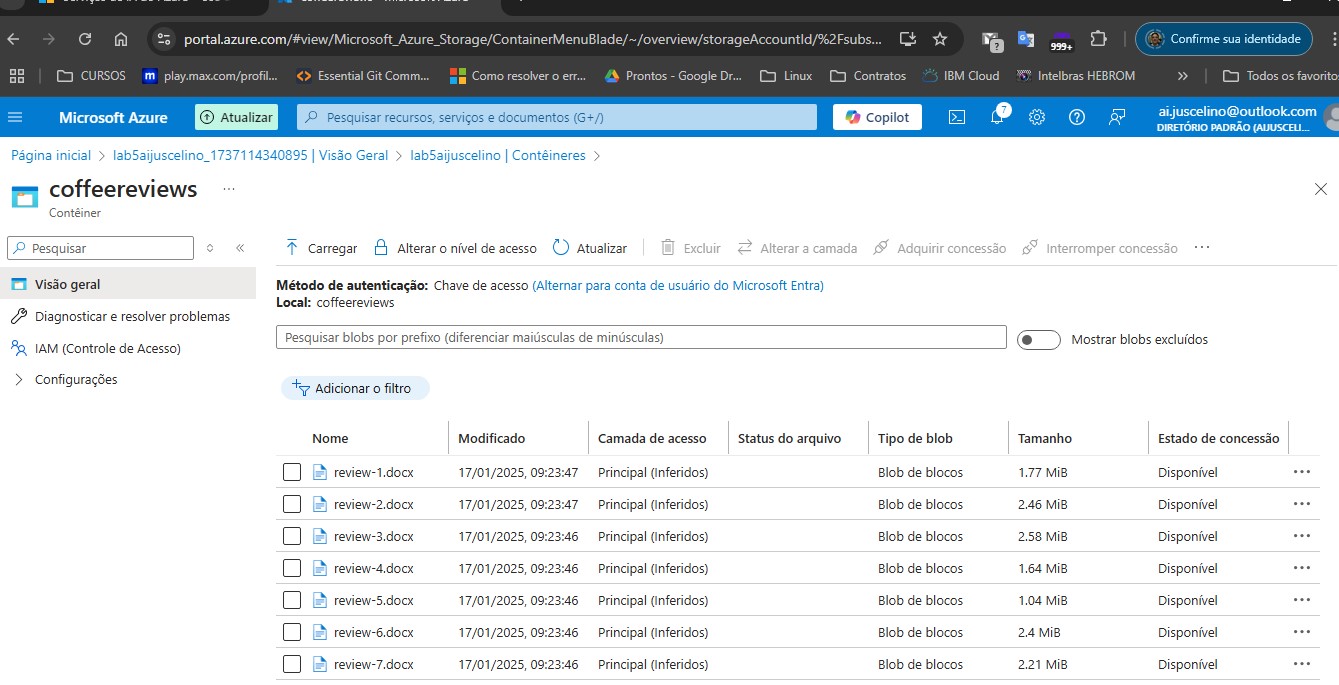 portal.azure.com/#view/Microsoft_Azure_Storage/ContainerMenuBlade/~/overview/storageAccountId/%2Fsubs...
?
999+
Confirme sua identidade
CURSOS
m play.max.com/profil...
Essential Git Comm...
Como resolver o err...
Prontos - Google Dr...
Linux
Contratos
IBM Cloud
Intelbras HEBROM
»
Todos os favoritos
Microsoft Azure
Atualizar
Pesquisar recursos, serviços e documentos (G+/)
Copilot
7
ai.juscelino@outlook.com
DIRETÓRIO PADRÃO (AIJUSCELI...
Página inicial > lab5aijuscelino_1737114340895 | Visão Geral > lab5aijuscelino | Contêineres >
coffeereviews ...
Contêiner
Pesquisar
Carregar Alterar o nível de acesso Atualizar Excluir Alterar a camada Adquirir concessão Interromper concessão ...
Visão geral
Diagnosticar e resolver problemas
IAM (Controle de Acesso)
Configurações
Método de autenticação: Chave de acesso (Alternar para conta de usuário do Microsoft Entra)
Local: coffeereviews
Pesquisar blobs por prefixo (diferenciar maiúsculas de minúsculas)
Mostrar blobs excluídos
Adicionar o filtro
Nome Modificado Camada de acesso Status do arquivo Tipo de blob Tamanho Estado de concessão
review-1.docx 17/01/2025, 09:23:47 Principal (Inferidos) Blob de blocos 1.77 MiB Disponível ...
review-2.docx 17/01/2025, 09:23:47 Principal (Inferidos) Blob de blocos 2.46 MiB Disponível ...
review-3.docx 17/01/2025, 09:23:46 Principal (Inferidos) Blob de blocos 2.58 MiB Disponível ...
review-4.docx 17/01/2025, 09:23:46 Principal (Inferidos) Blob de blocos 1.64 MiB Disponível ...
review-5.docx 17/01/2025, 09:23:46 Principal (Inferidos) Blob de blocos 1.04 MiB Disponível ...
review-6.docx 17/01/2025, 09:23:46 Principal (Inferidos) Blob de blocos 2.4 MiB Disponível ...
review-7.docx 17/01/2025, 09:23:46 Principal (Inferidos) Blob de blocos 2.21 MiB Disponível ...